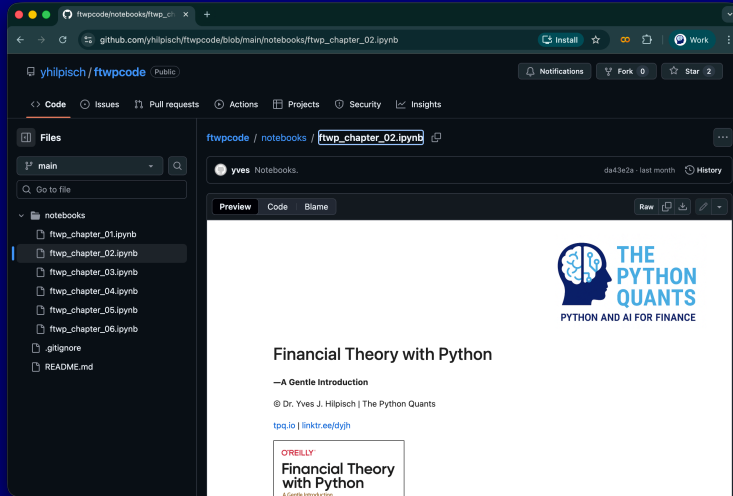 ftwpcode/notebooks/ftwp_ch
github.com/yhilpisch/ftwpcode/blob/main/notebooks/ftwp_chapter_02.ipynb
Install
Work
yhilpisch / ftwpcode Public
Notifications
Fork 0
Star 2
Code
Issues
Pull requests
Actions
Projects
Security
Insights
Files
main
Go to file
notebooks
ftwp_chapter_01.ipynb
ftwp_chapter_02.ipynb
ftwp_chapter_03.ipynb
ftwp_chapter_04.ipynb
ftwp_chapter_05.ipynb
ftwp_chapter_06.ipynb
.gitignore
README.md
ftwpcode / notebooks / ftwp_chapter_02.ipynb
yves Notebooks.
da43e2a · last month
History
Preview
Code
Blame
Raw
THE
PYTHON
QUANTS
PYTHON AND AI FOR FINANCE
Financial Theory with Python
—A Gentle Introduction
© Dr. Yves J. Hilpisch | The Python Quants
tpq.io | linktr.ee/dyjh
O'REILLY
Financial Theory
with Python
A Gentle Introduction